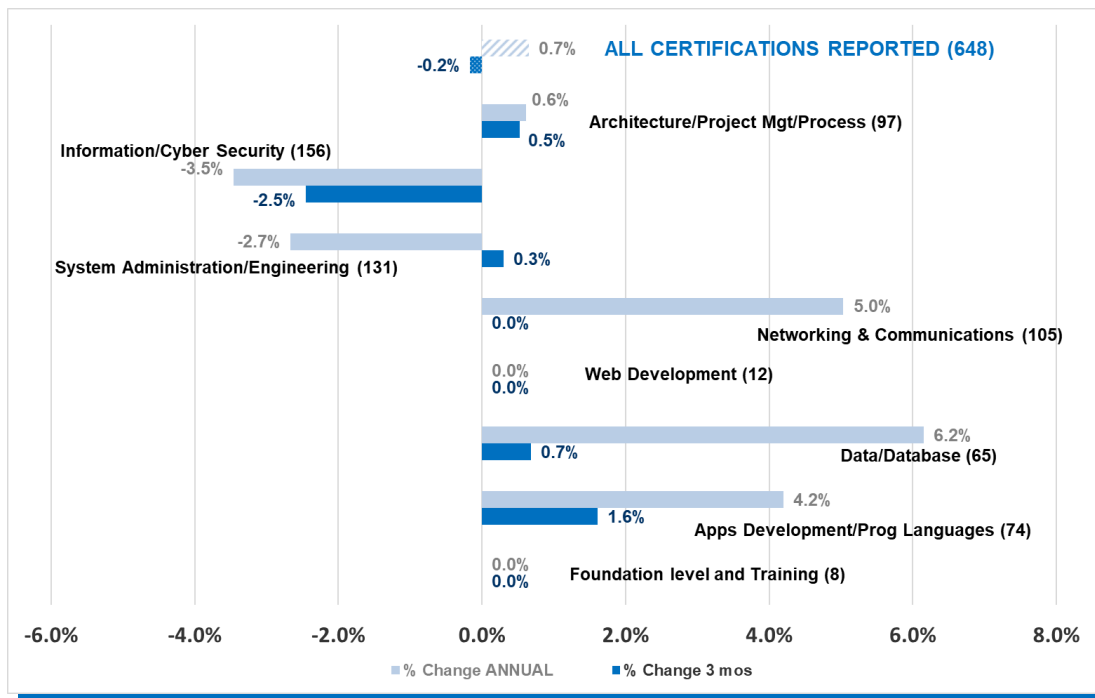 0.7%
ALL CERTIFICATIONS REPORTED (648)
-0.2%
0.6%
Architecture/Project Mgt/Process (97)
0.5%
Information/Cyber Security (156)
-3.5%
-2.5%
-2.7%
0.3%
System Administration/Engineering (131)
5.0%
0.0%
Networking & Communications (105)
0.0%
Web Development (12)
0.0%
6.2%
0.7%
Data/Database (65)
4.2%
1.6%
Apps Development/Prog Languages (74)
0.0%
Foundation level and Training (8)
0.0%
-6.0% -4.0% -2.0% 0.0% 2.0% 4.0% 6.0% 8.0%
% Change ANNUAL % Change 3 mos